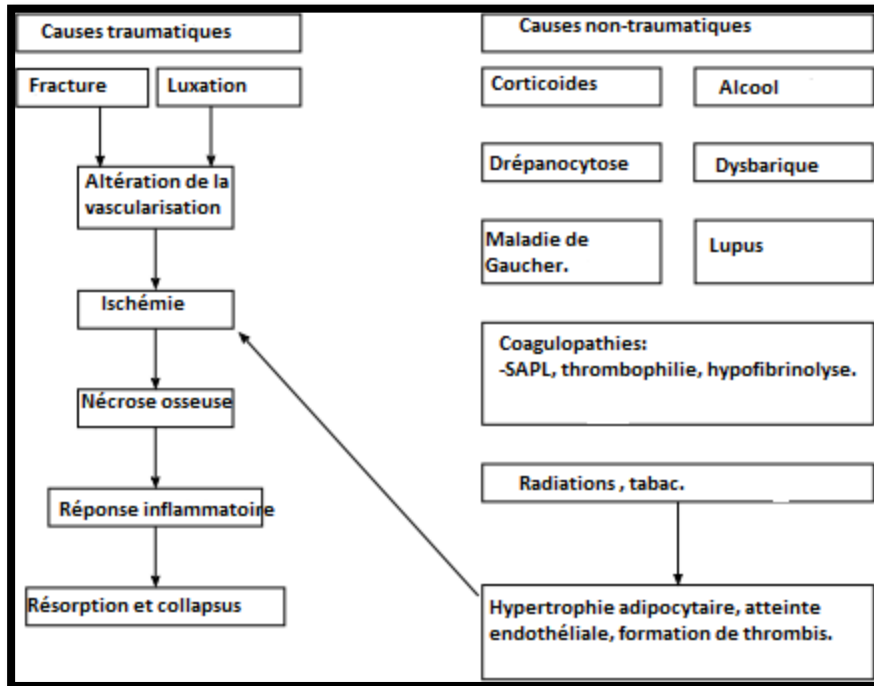 Causes traumatiques
Causes non-traumatiques
Fracture
Luxation
Corticoides
Alcool
Altération de la
vascularisation
Drépanocytose
Dysbarique
Maladie de
Gaucher.
Lupus
Ischémie
Coagulopathies:
-SAPL, thrombophilie, hypofibrinolyse.
Nécrose osseuse
Radiations , tabac.
Réponse inflammatoire
Résorption et collapsus
Hypertrophie adipocytaire, atteinte
endothéliale, formation de thrombis.